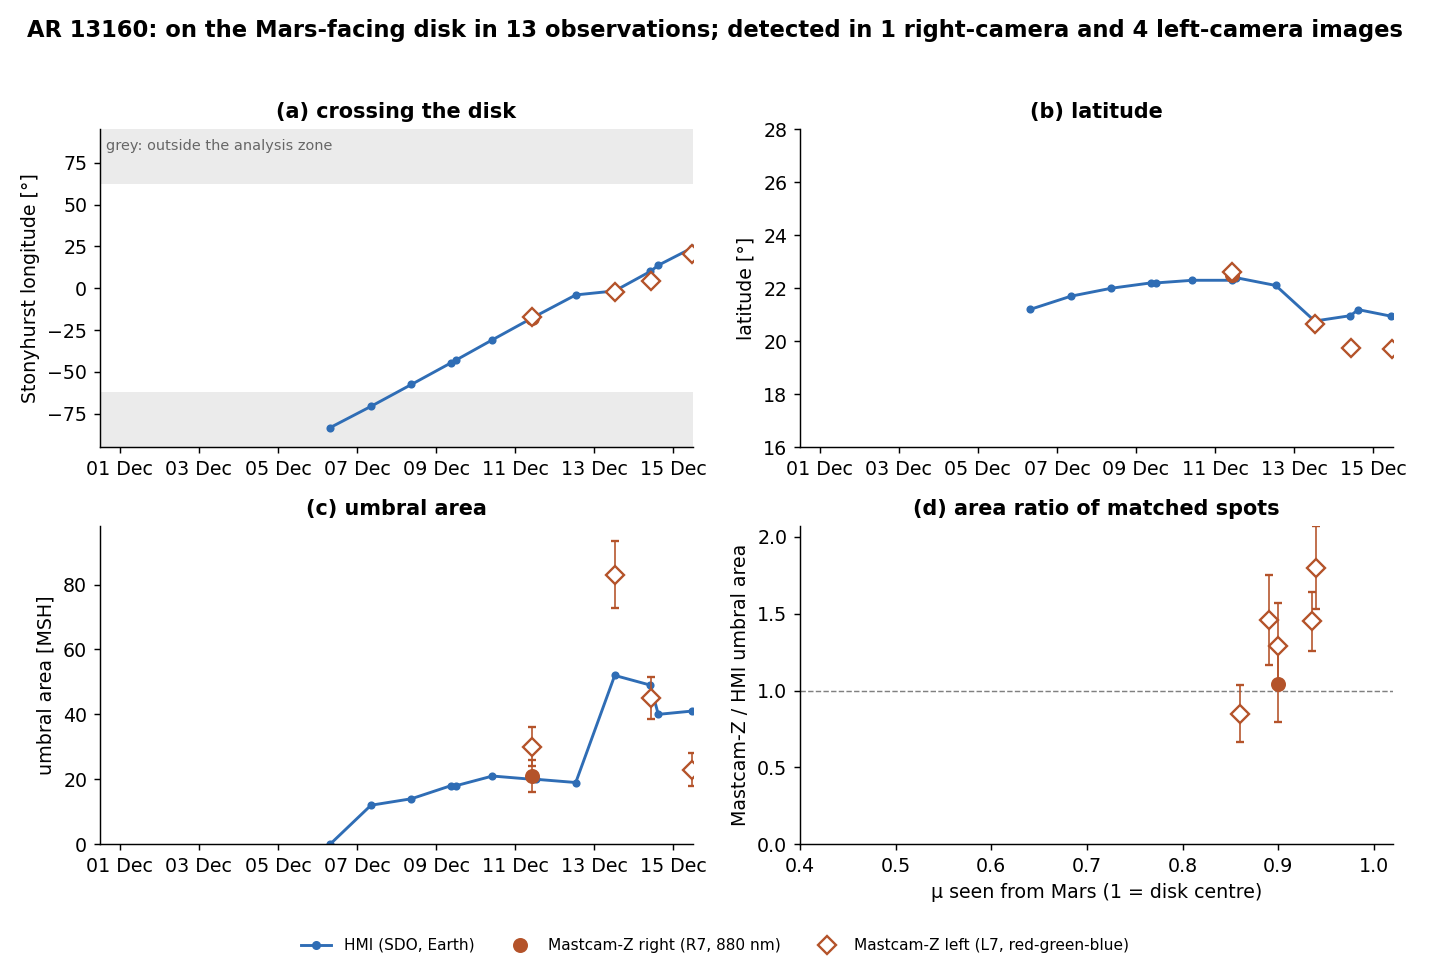 AR 13160: on the Mars-facing disk in 13 observations; detected in 1 right-camera and 4 left-camera images
(a) crossing the disk
grey: outside the analysis zone
Stonyhurst longitude [°]
75
50
25
0
−25
−50
−75
01 Dec 03 Dec 05 Dec 07 Dec 09 Dec 11 Dec 13 Dec 15 Dec
(b) latitude
latitude [°]
28
26
24
22
20
18
16
01 Dec 03 Dec 05 Dec 07 Dec 09 Dec 11 Dec 13 Dec 15 Dec
(c) umbral area
umbral area [MSH]
80
60
40
20
0
01 Dec 03 Dec 05 Dec 07 Dec 09 Dec 11 Dec 13 Dec 15 Dec
(d) area ratio of matched spots
Mastcam-Z / HMI umbral area
2.0
1.5
1.0
0.5
0.0
0.4 0.5 0.6 0.7 0.8 0.9 1.0
µ seen from Mars (1 = disk centre)
HMI (SDO, Earth) Mastcam-Z right (R7, 880 nm) Mastcam-Z left (L7, red-green-blue)